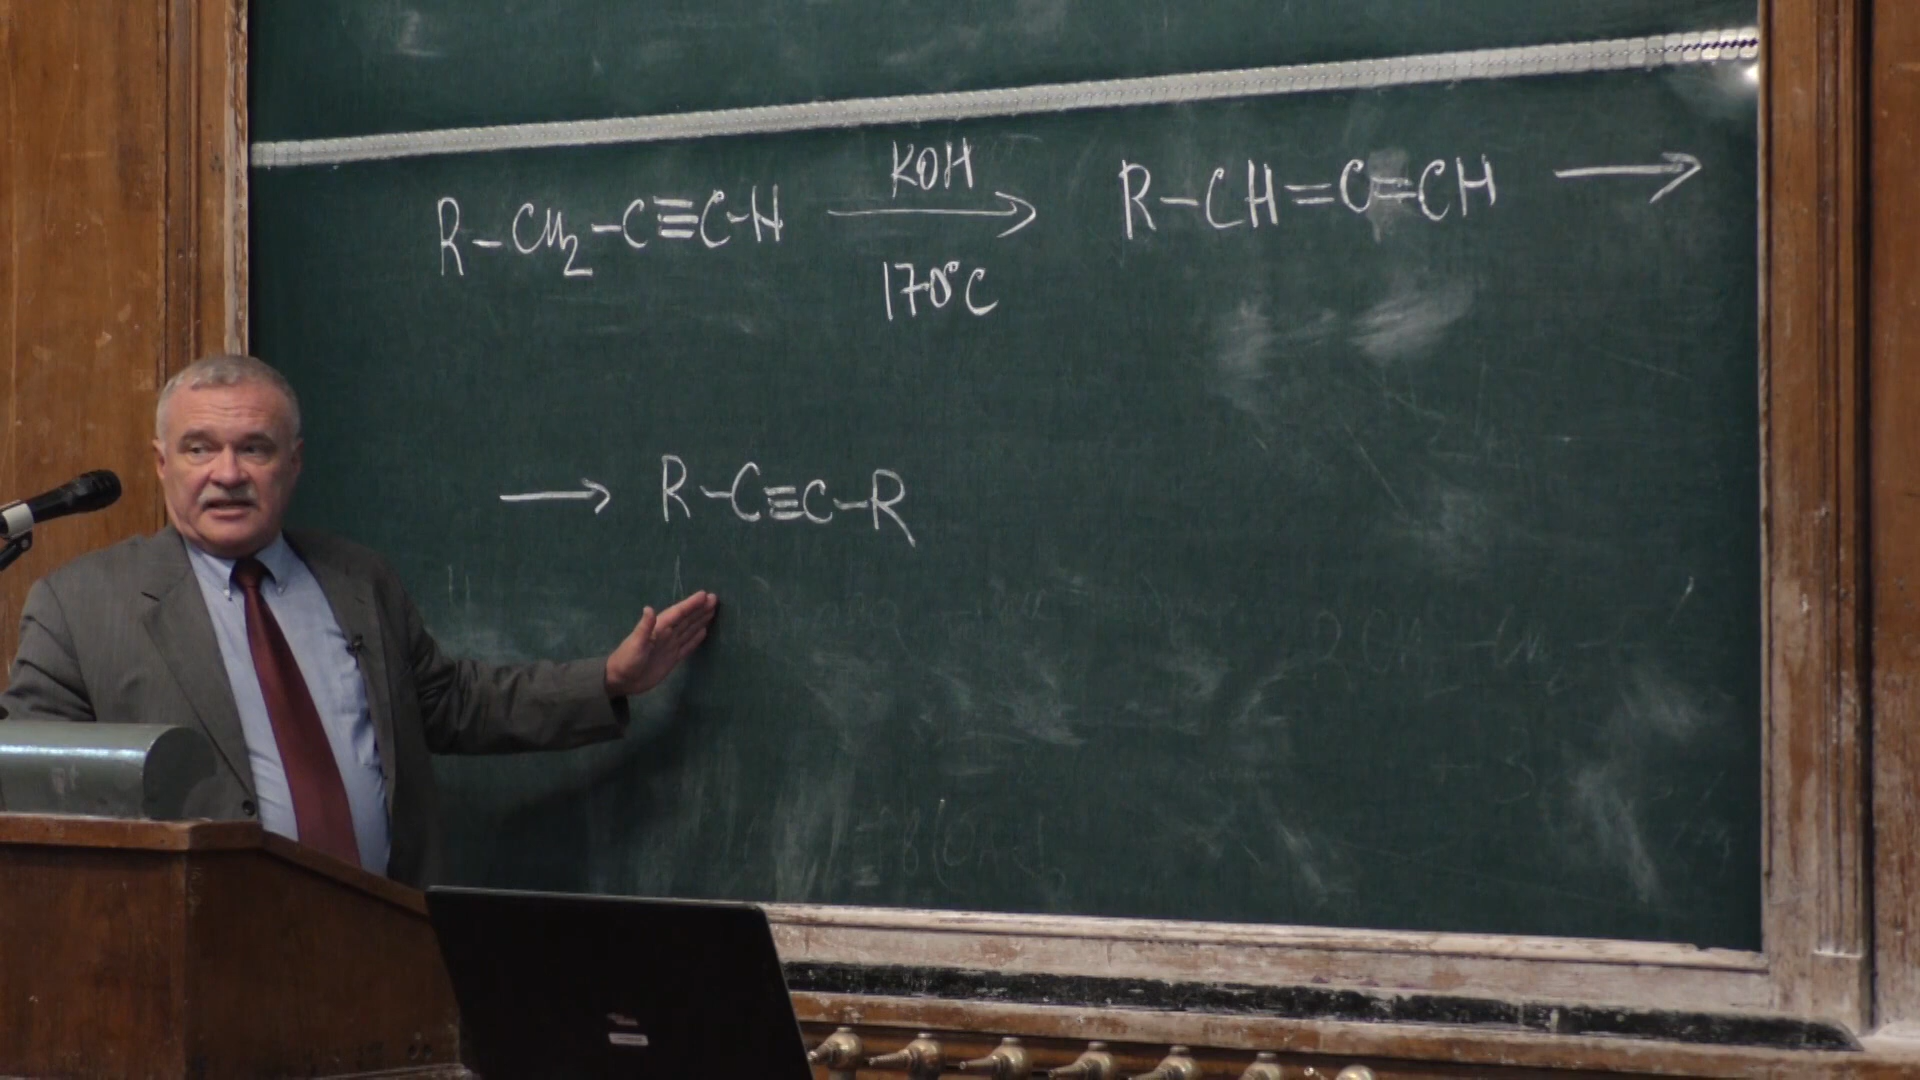 R-CH2-C≡C-H KOH 170°C R-CH=C=CH →
→ R-C≡C-R